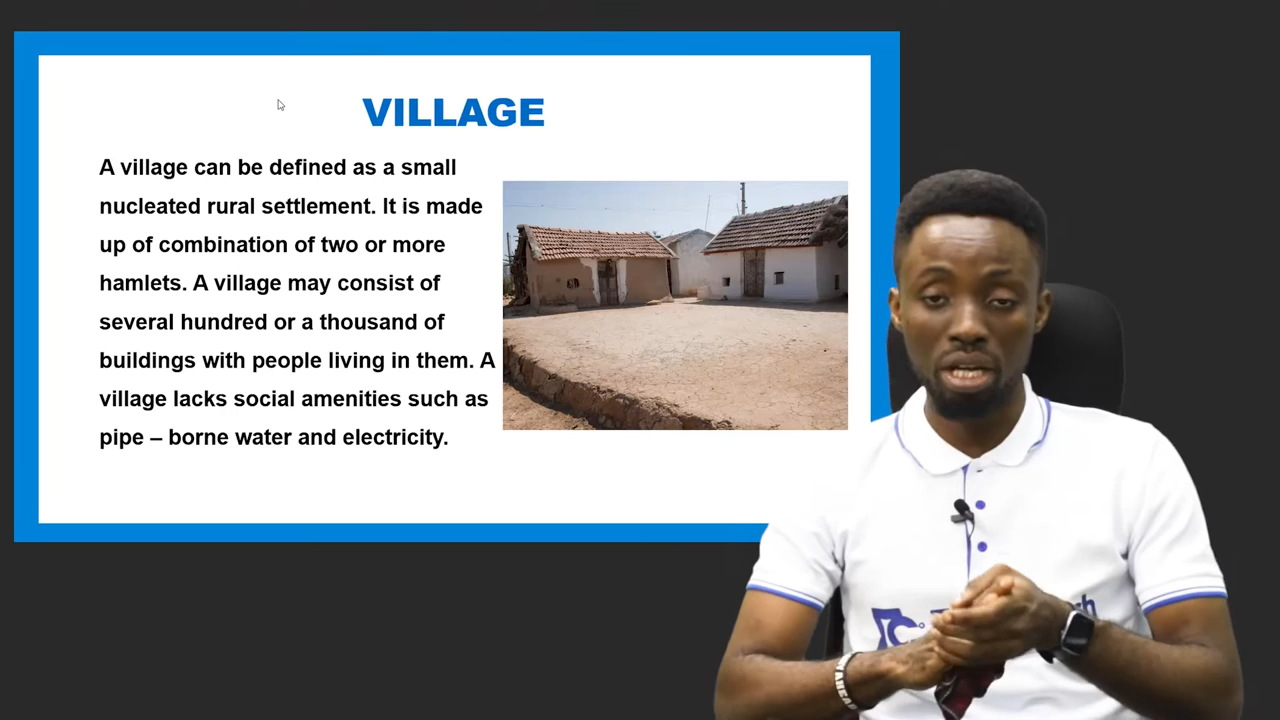 VILLAGE
A village can be defined as a small
nucleated rural settlement. It is made
up of combination of two or more
hamlets. A village may consist of
several hundred or a thousand of
buildings with people living in them. A
village lacks social amenities such as
pipe – borne water and electricity.